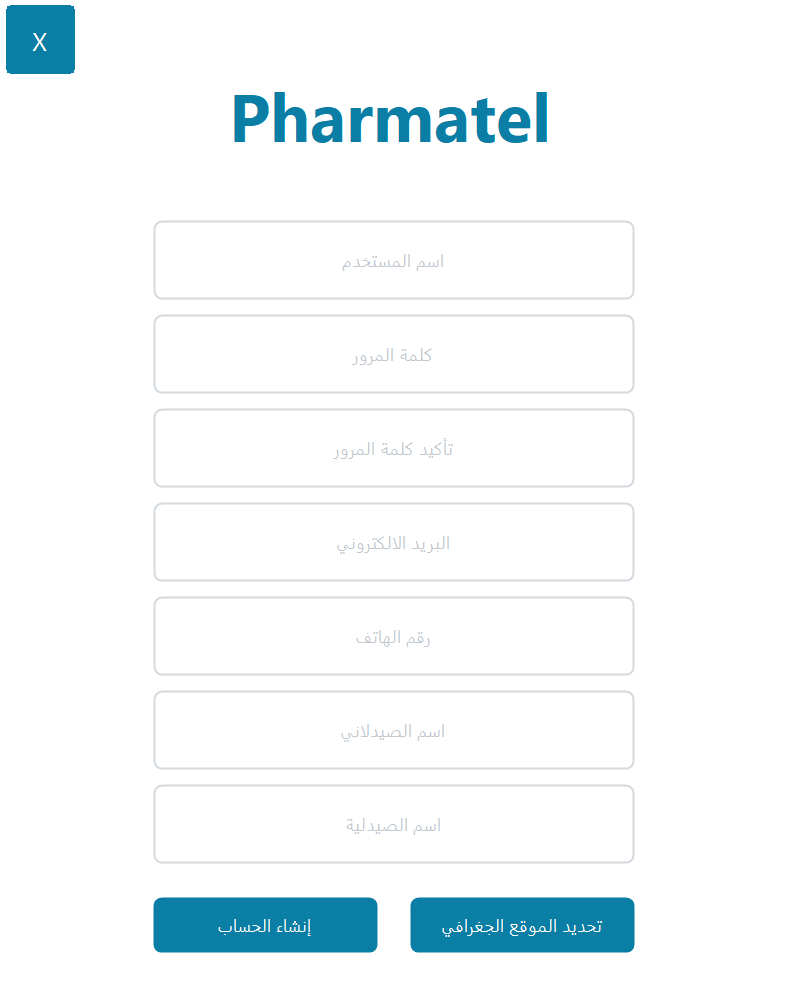 X
Pharmatel
اسم المستخدم
كلمة المرور
تأكيد كلمة المرور
البريد الالكتروني
رقم الهاتف
اسم الصيدلاني
اسم الصيدلية
تحديد الموقع الجغرافي
إنشاء الحساب